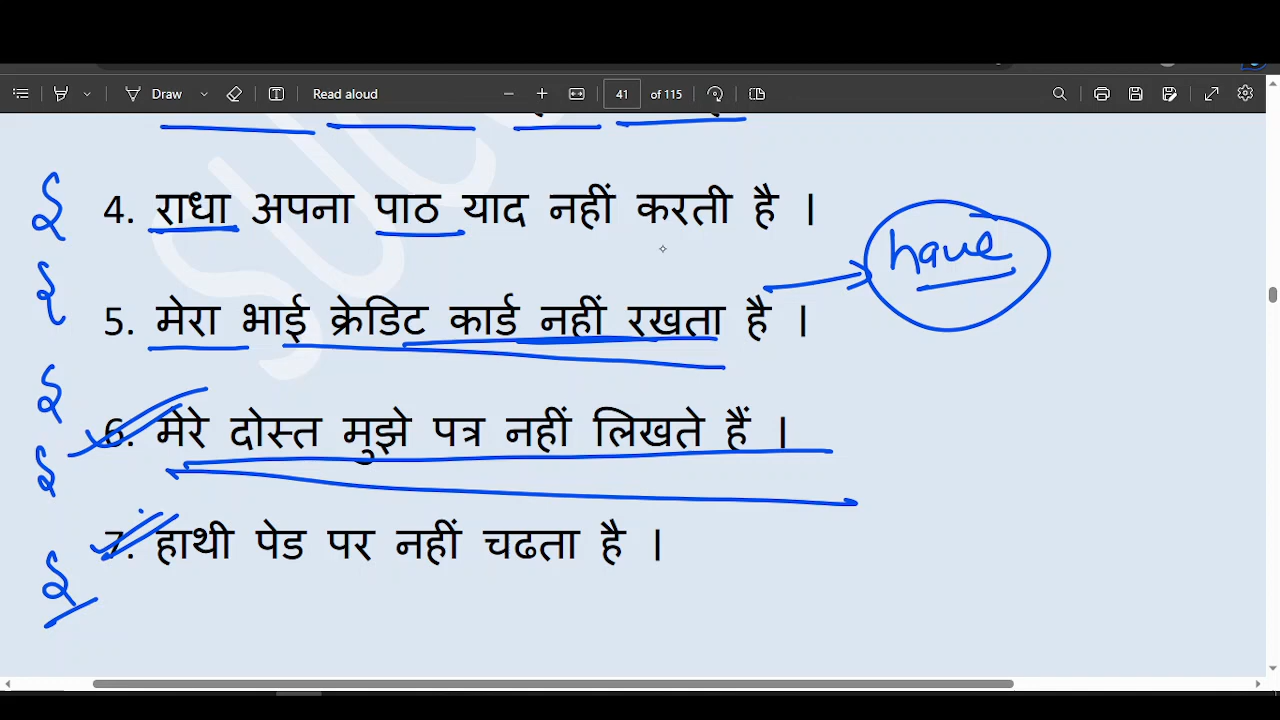 Draw Read aloud 41 of 115
4. राधा अपना पाठ याद नहीं करती है ।
have
5. मेरा भाई क्रेडिट कार्ड नहीं रखता है ।
6. मेरे दोस्त मुझे पत्र नहीं लिखते हैं ।
7. हाथी पेड पर नहीं चढता है ।